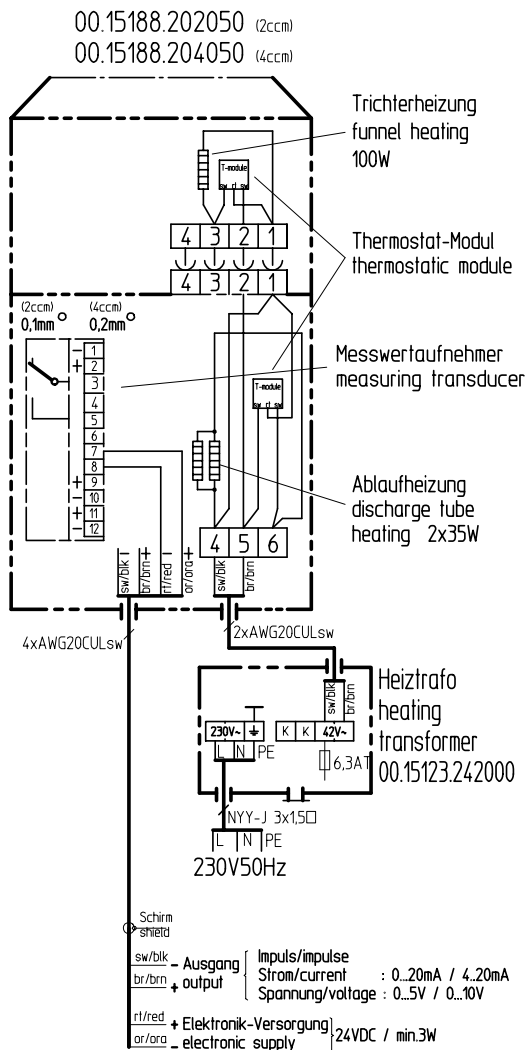 00.15188.202050 (2ccm)
00.15188.204050 (4ccm)
Trichterheizung
funnel heating
100W
T-module
sw rt sw
4 3 2 1
4 3 2 1
Thermostat-Modul
thermostatic module
(2ccm) (4ccm)
0,1mm 0,2mm
Messwertaufnehmer
measuring transducer
− 1
+ 2
3
4
5
6
7
8
+ 9
− 10
+ 11
− 12
T-module
sw rt sw
Ablaufheizung
discharge tube
heating 2x35W
4 5 6
sw/blk −
br/brn +
rt/red −
or/ora +
sw/blk
br/brn
4xAWG20CULsw
2xAWG20CULsw
sw/blk
br/brn
Heiztrafo
heating
transformer
00.15123.242000
230V~
K K 42V~
L N PE
6,3AT
NYY-J 3x1,5□
L N PE
230V50Hz
Schirm
shield
sw/blk − Ausgang
br/brn + output
Impuls/impulse
Strom/current : 0...20mA / 4..20mA
Spannung/voltage : 0...5V / 0...10V
rt/red + Elektronik-Versorgung
or/ora − electronic supply
24VDC / min.3W